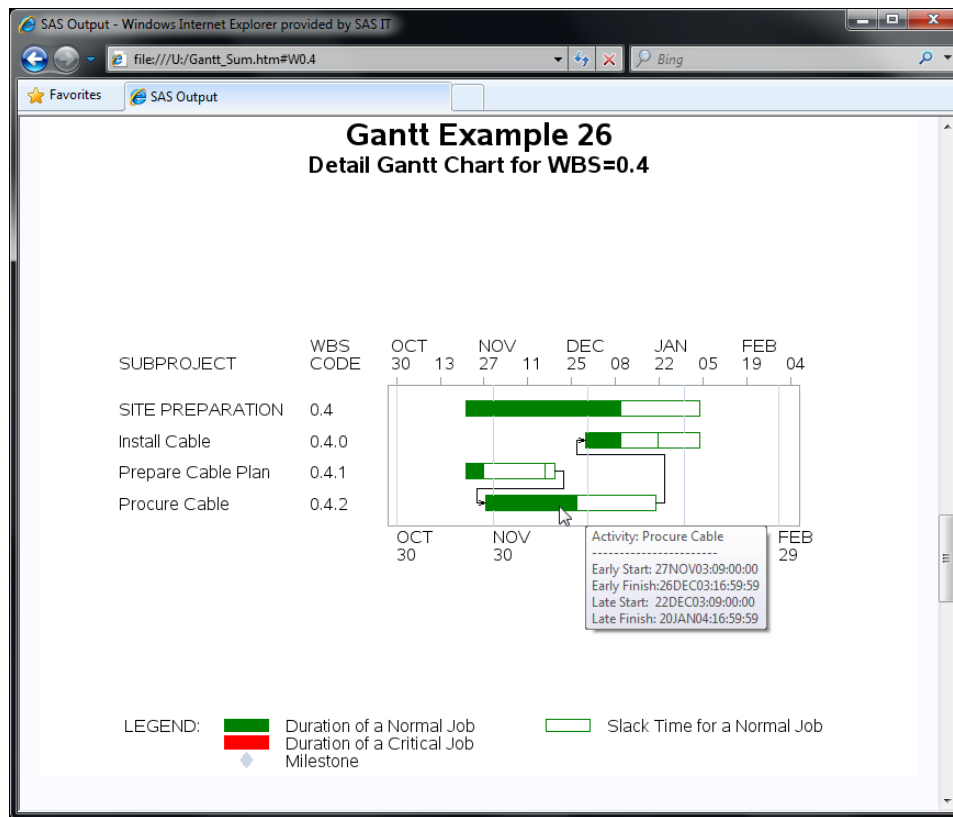 SAS Output - Windows Internet Explorer provided by SAS IT
file:///U:/Gantt_Sum.htm#W0.4
Bing
Favorites
SAS Output
Gantt Example 26
Detail Gantt Chart for WBS=0.4
WBS OCT NOV DEC JAN FEB
SUBPROJECT CODE 30 13 27 11 25 08 22 05 19 04
SITE PREPARATION 0.4
Install Cable 0.4.0
Prepare Cable Plan 0.4.1
Procure Cable 0.4.2
OCT NOV FEB
30 30 29
Activity: Procure Cable
-----------------------
Early Start: 27NOV03:09:00:00
Early Finish:26DEC03:16:59:59
Late Start: 22DEC03:09:00:00
Late Finish: 20JAN04:16:59:59
LEGEND: Duration of a Normal Job Slack Time for a Normal Job
Duration of a Critical Job
Milestone